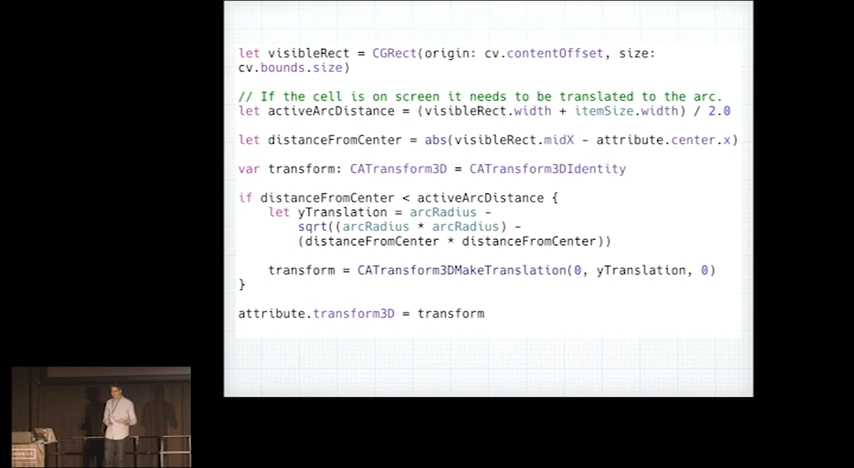 let visibleRect = CGRect(origin: cv.contentOffset, size:
cv.bounds.size)
// If the cell is on screen it needs to be translated to the arc.
let activeArcDistance = (visibleRect.width + itemSize.width) / 2.0
let distanceFromCenter = abs(visibleRect.midX - attribute.center.x)
var transform: CATransform3D = CATransform3DIdentity
if distanceFromCenter < activeArcDistance {
let yTranslation = arcRadius -
sqrt((arcRadius * arcRadius) -
(distanceFromCenter * distanceFromCenter))
transform = CATransform3DMakeTranslation(0, yTranslation, 0)
}
attribute.transform3D = transform